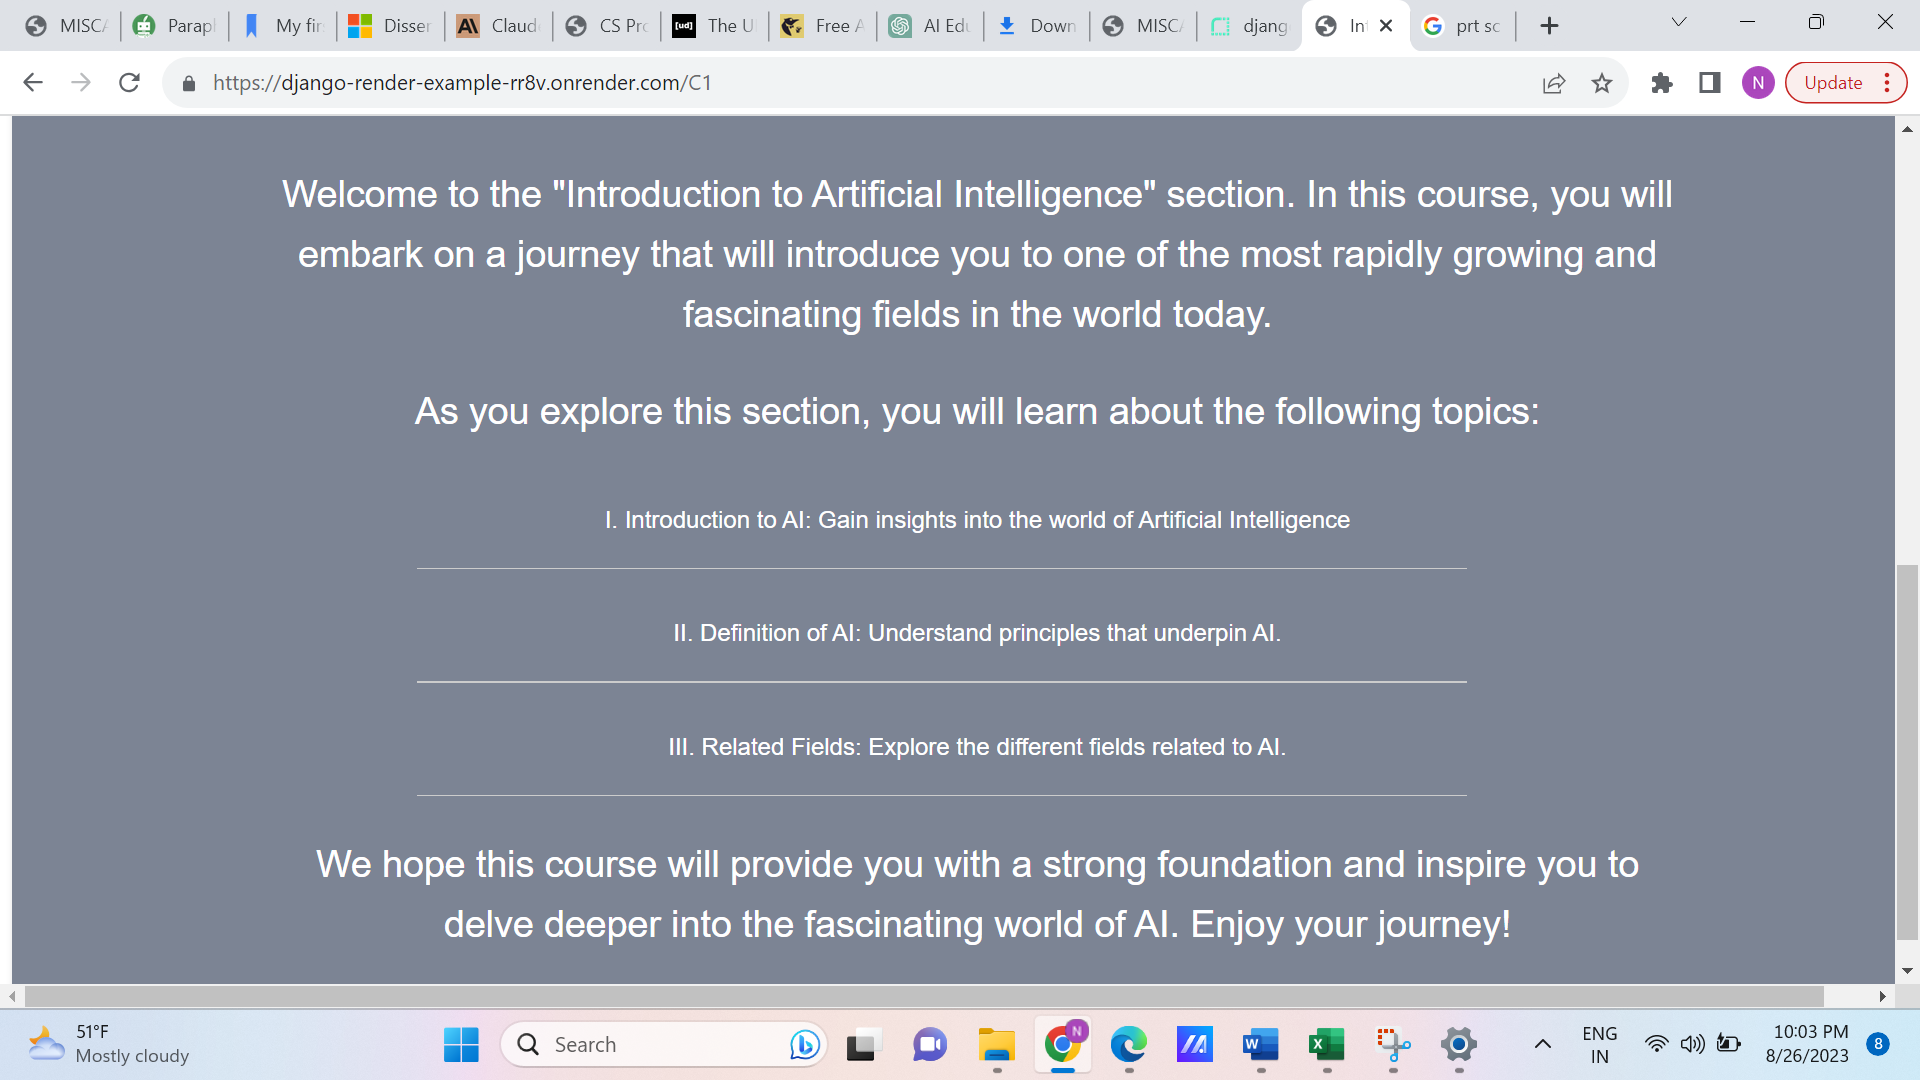 MISCA
Parap
My fir
Disser
Claud
CS Pro
[ud] The U
Free A
AI Edu
Down
MISCA
djang
In
prt sc
https://django-render-example-rr8v.onrender.com/C1
N
Update
Welcome to the "Introduction to Artificial Intelligence" section. In this course, you will
embark on a journey that will introduce you to one of the most rapidly growing and
fascinating fields in the world today.
As you explore this section, you will learn about the following topics:
I. Introduction to AI: Gain insights into the world of Artificial Intelligence
II. Definition of AI: Understand principles that underpin AI.
III. Related Fields: Explore the different fields related to AI.
We hope this course will provide you with a strong foundation and inspire you to
delve deeper into the fascinating world of AI. Enjoy your journey!
51°F
Mostly cloudy
Search
N
ENG
IN
10:03 PM
8/26/2023
8